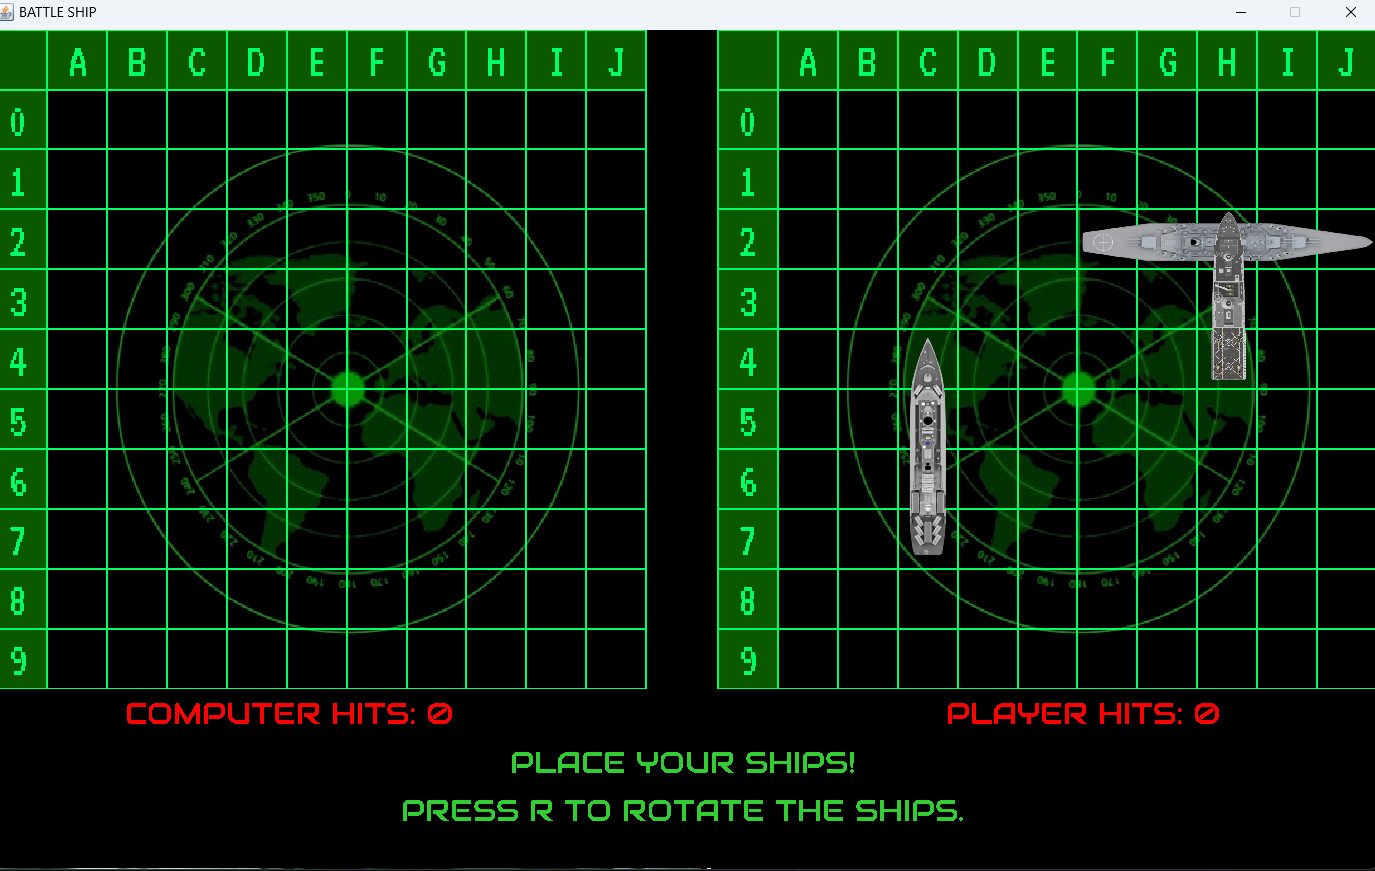 BATTLE SHIP
A B C D E F G H I J
A B C D E F G H I J
0 0
1 1
2 2
3 3
4 4
5 5
6 6
7 7
8 8
9 9
COMPUTER HITS: 0
PLAYER HITS: 0
PLACE YOUR SHIPS!
PRESS R TO ROTATE THE SHIPS.